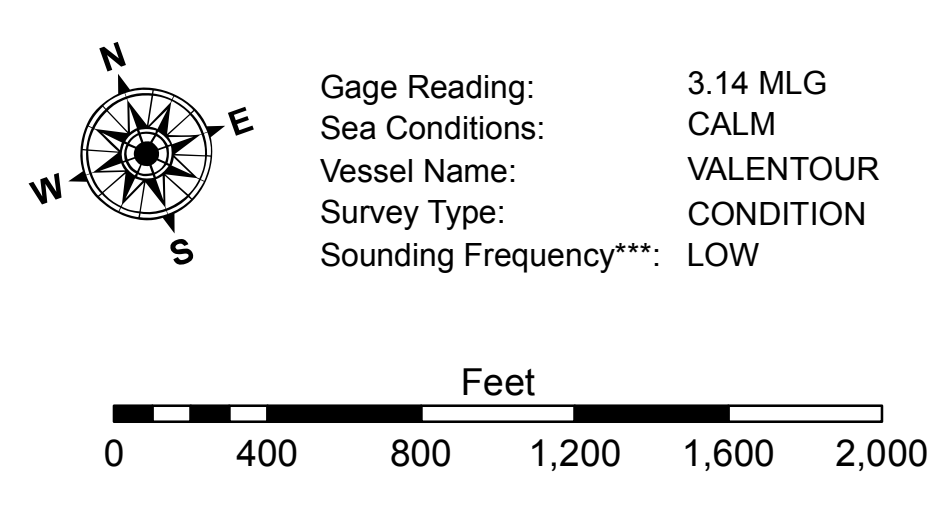 N
E
W
S
Gage Reading: 3.14 MLG
Sea Conditions: CALM
Vessel Name: VALENTOUR
Survey Type: CONDITION
Sounding Frequency***: LOW
Feet
0 400 800 1,200 1,600 2,000